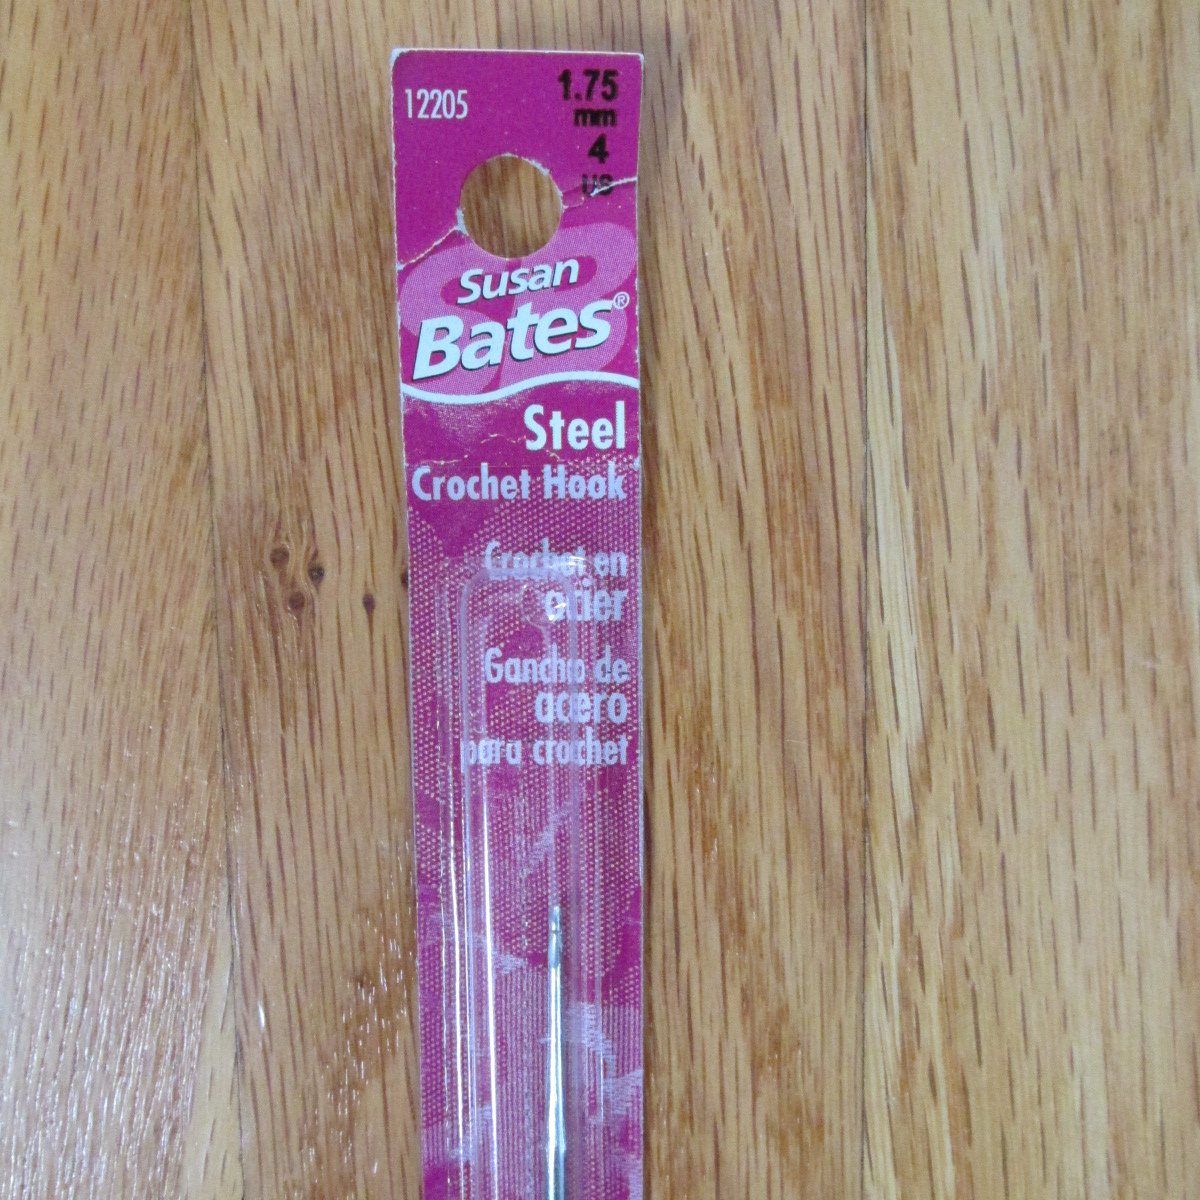 12205
1.75
mm
4
US
Susan
Bates®
Steel
Crochet Hook
Crochet en
acier
Gancho de
acero
para crochet